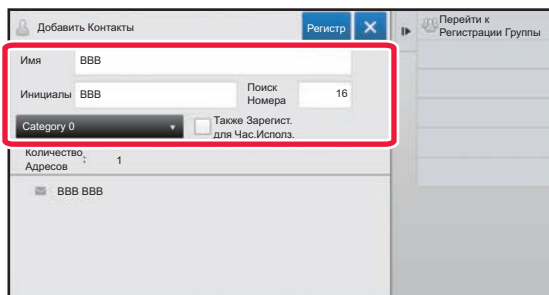 Добавить Контакты
Регистр
Перейти к
Регистрации Группы
Имя BBB
Инициалы BBB
Поиск
Номера
16
Category 0
Также Зарегист.
для Час.Исполз.
Количество
Адресов
: 1
BBB BBB